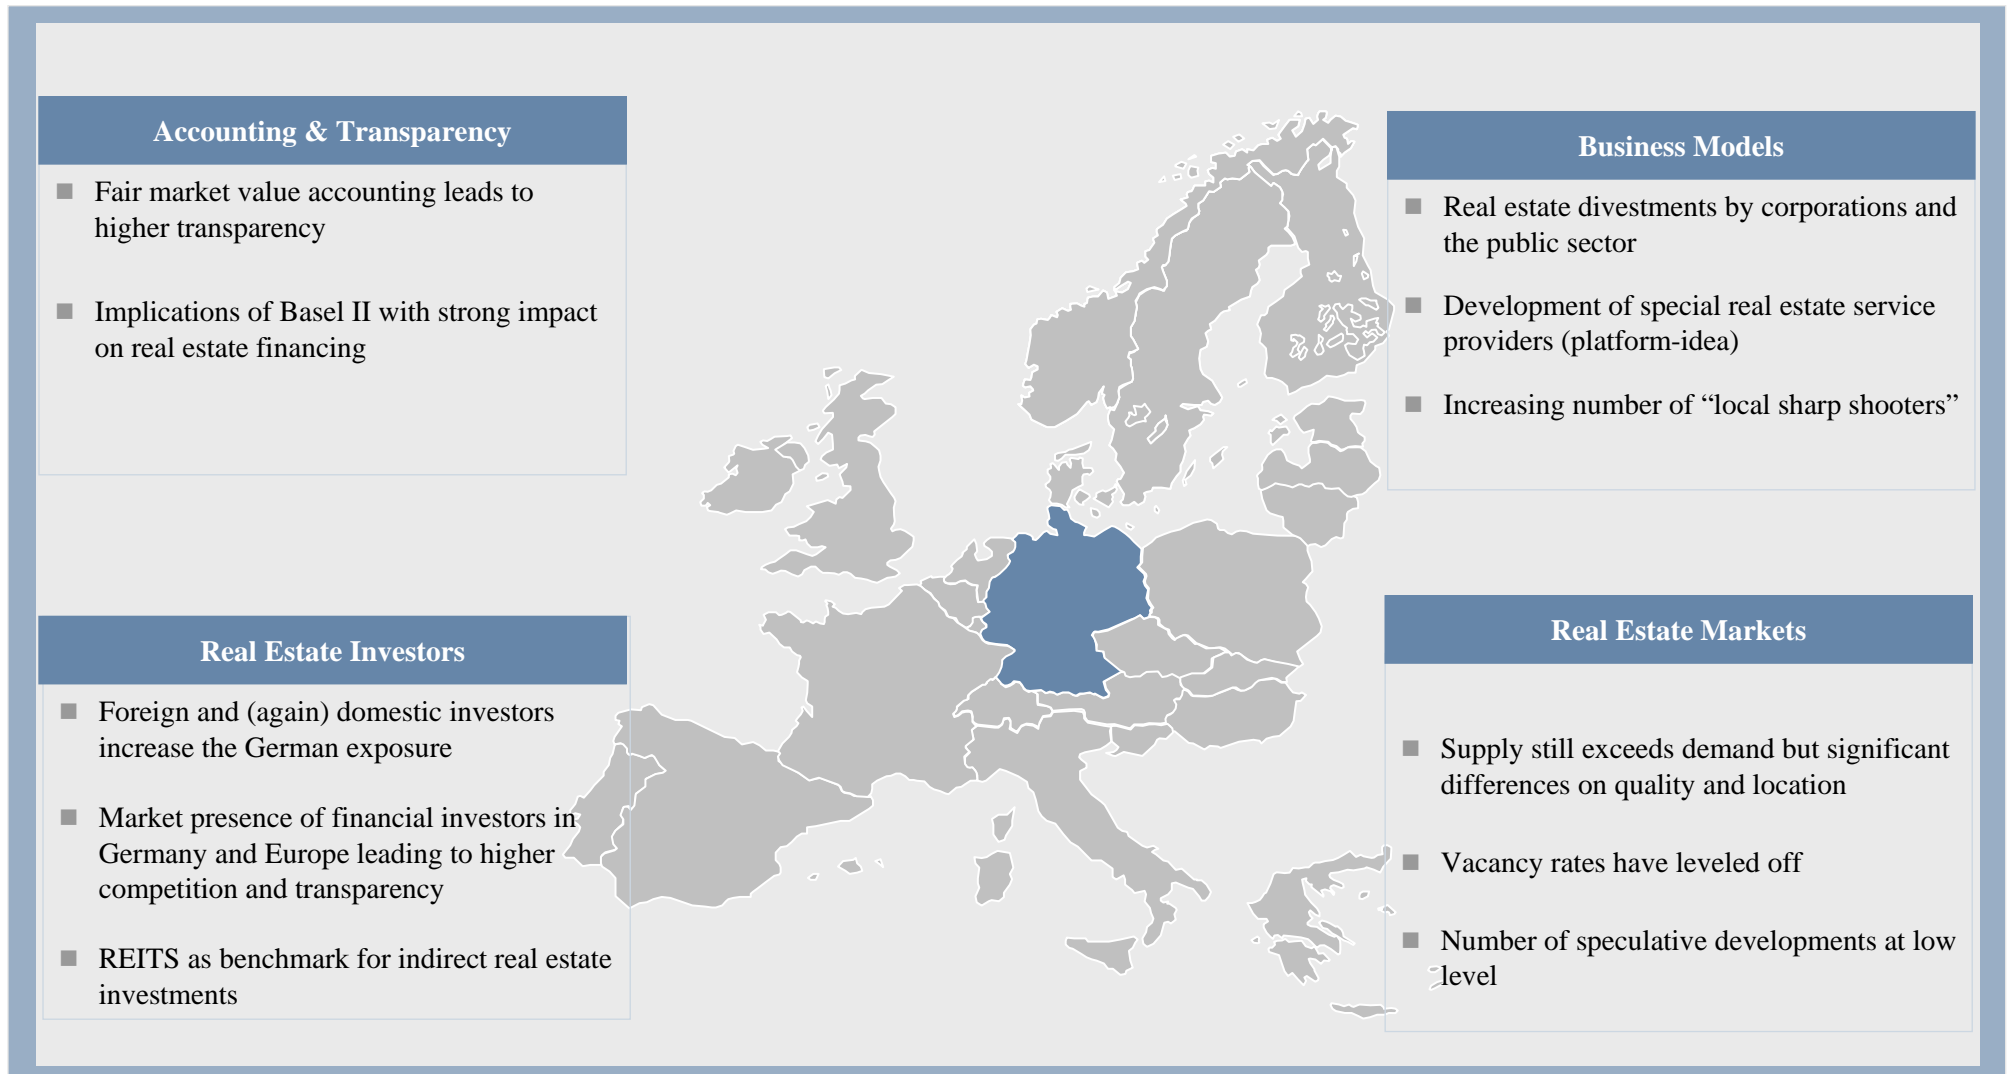 Accounting & Transparency
Fair market value accounting leads to
higher transparency
Implications of Basel II with strong impact
on real estate financing
Business Models
Real estate divestments by corporations and
the public sector
Development of special real estate service
providers (platform-idea)
Increasing number of “local sharp shooters”
Real Estate Investors
Foreign and (again) domestic investors
increase the German exposure
Market presence of financial investors in
Germany and Europe leading to higher
competition and transparency
REITS as benchmark for indirect real estate
investments
Real Estate Markets
Supply still exceeds demand but significant
differences on quality and location
Vacancy rates have leveled off
Number of speculative developments at low
level